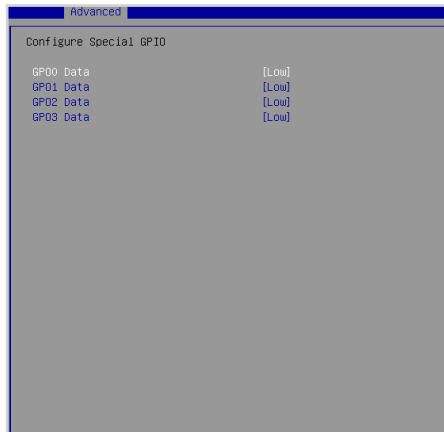 Advanced
Configure Special GPIO
GPO0 Data [Low]
GPO1 Data [Low]
GPO2 Data [Low]
GPO3 Data [Low]